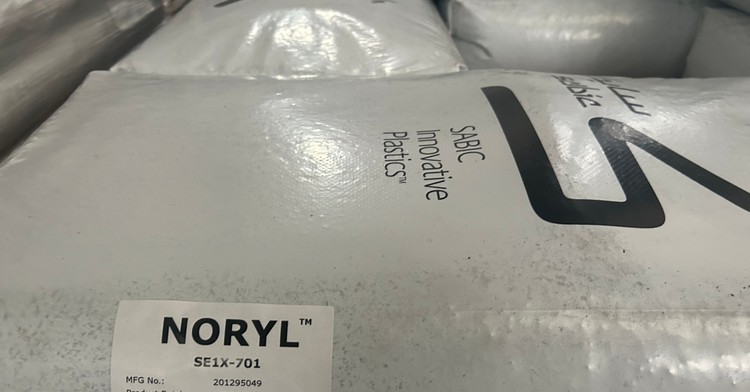 SABIC
Innovative
Plastics™
NORYL™
SE1X-701
MFG No.: 201295049